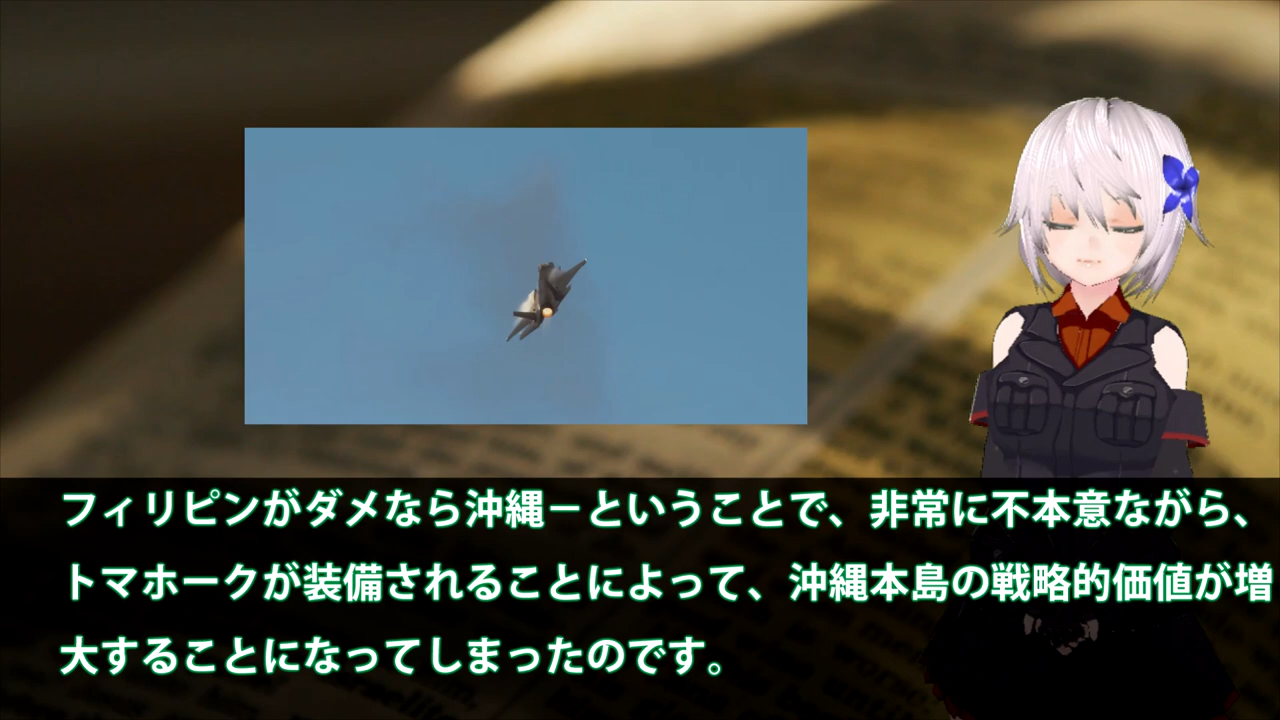 フィリピンがダメなら沖縄－ということで、非常に不本意ながら、
トマホークが装備されることによって、沖縄本島の戦略的価値が増
大することになってしまったのです。